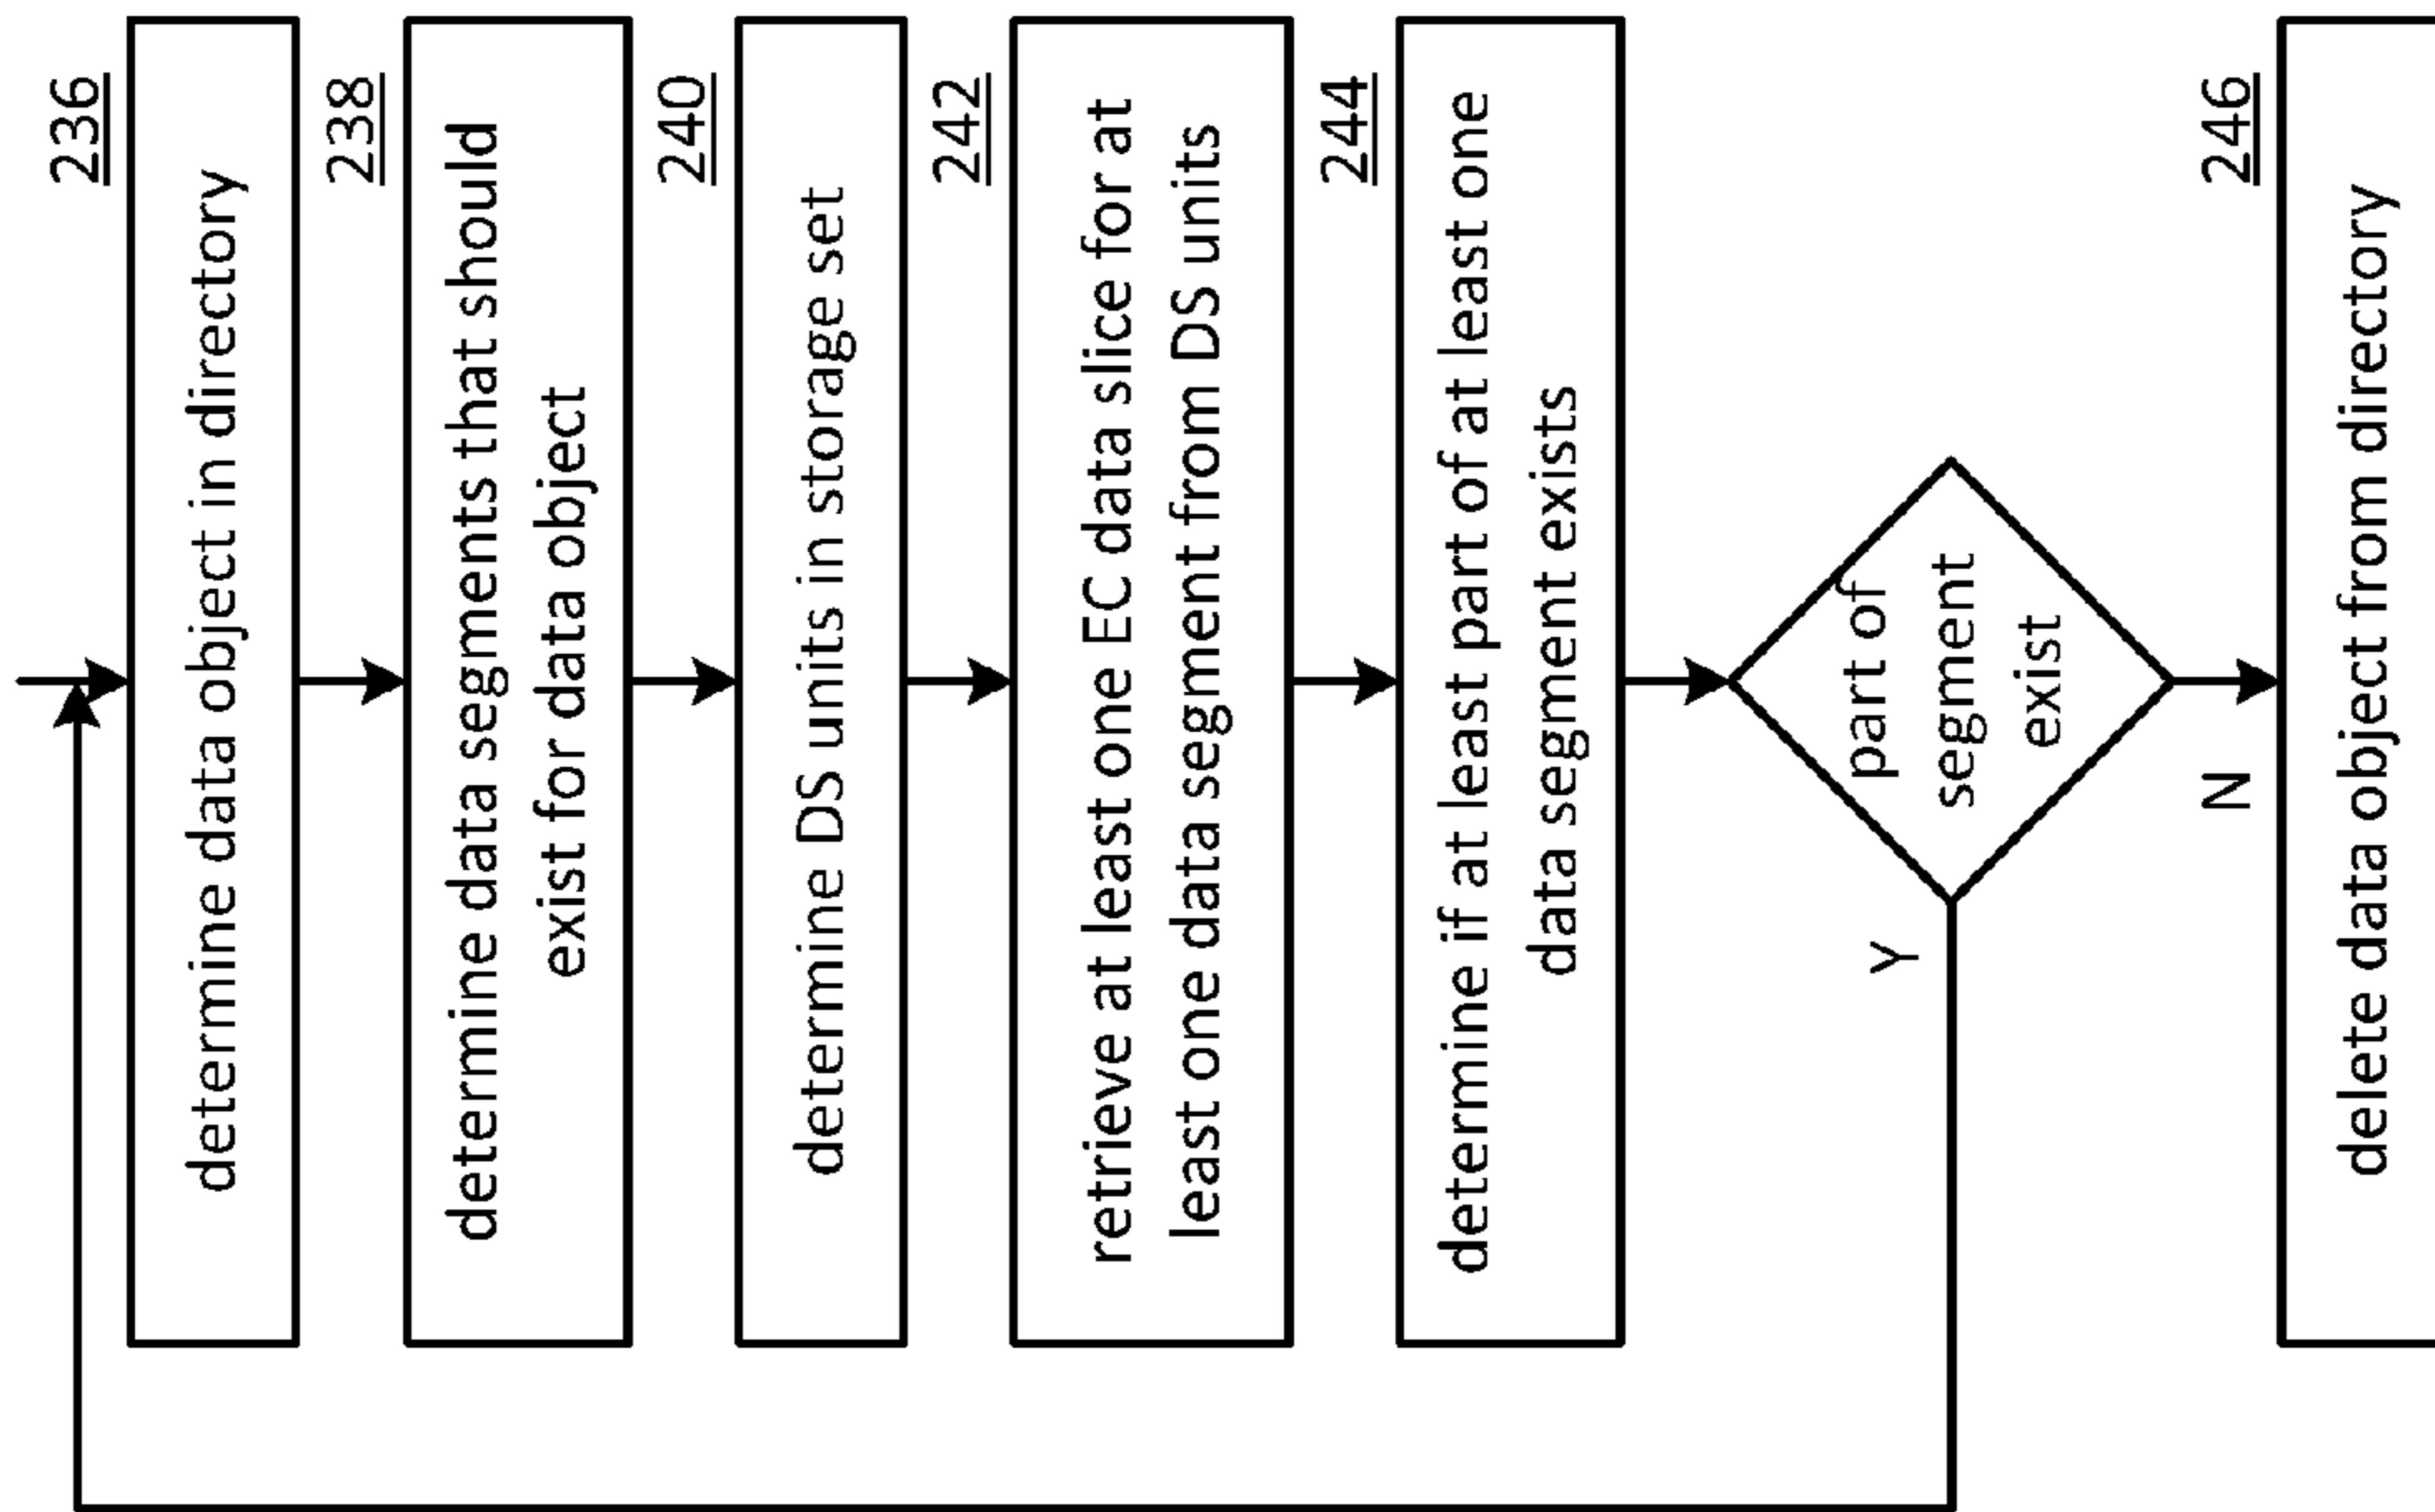 236
determine data object in directory
238
determine data segments that should
exist for data object
240
determine DS units in storage set
242
retrieve at least one EC data slice for at
least one data segment from DS units
244
determine if at least part of at least one
data segment exists
part of
segment
exist
Y
N
246
delete data object from directory